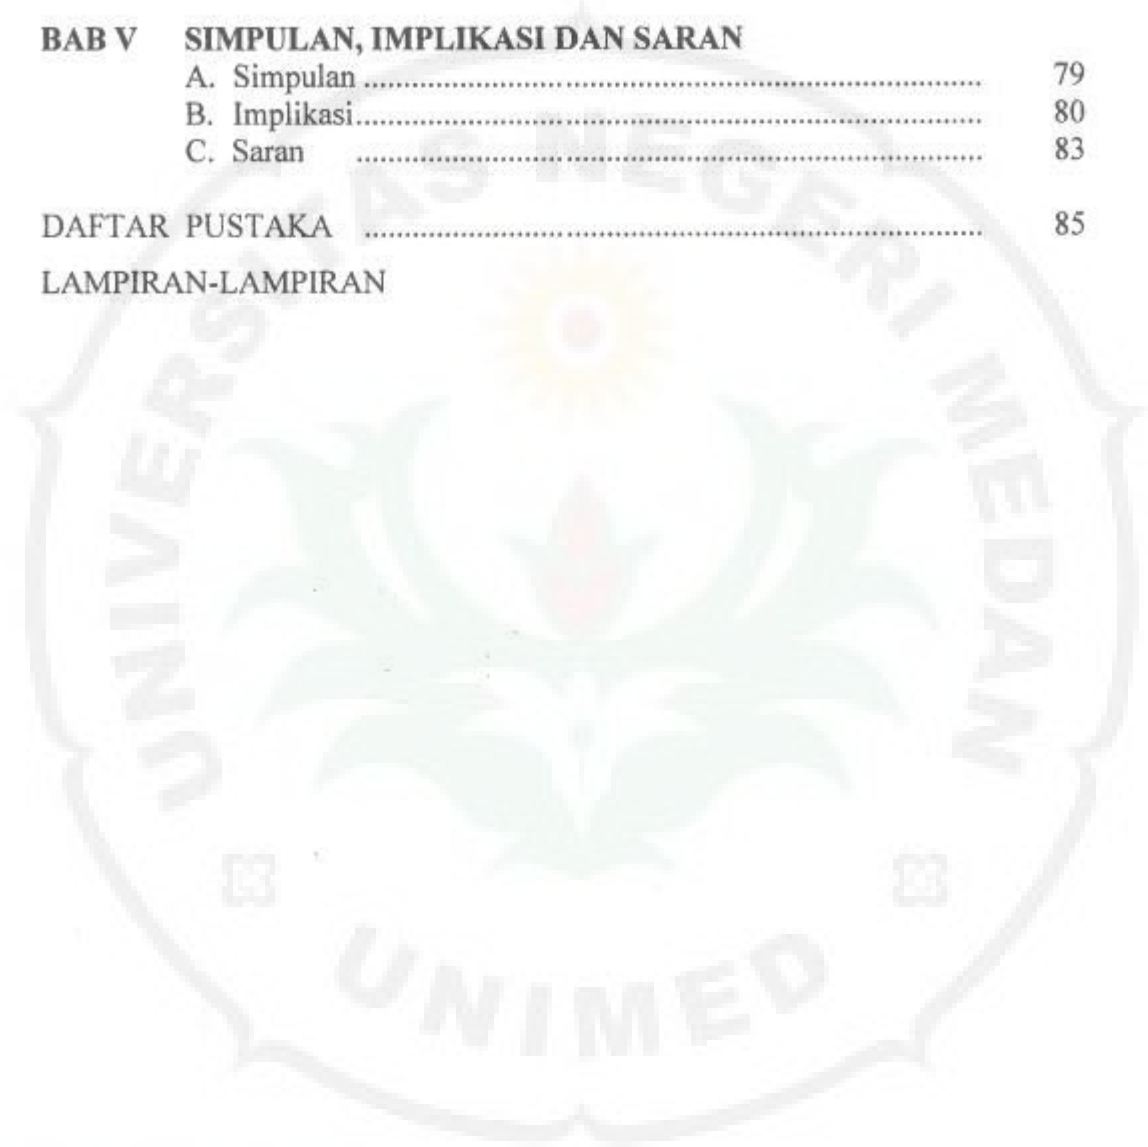 BAB V SIMPULAN, IMPLIKASI DAN SARAN
A. Simpulan ........................................................................... 79
B. Implikasi............................................................................ 80
C. Saran ........................................................................... 83
DAFTAR PUSTAKA ........................................................................... 85
LAMPIRAN-LAMPIRAN
UNIVERSITAS NEGERI MEDAN
UNIMED